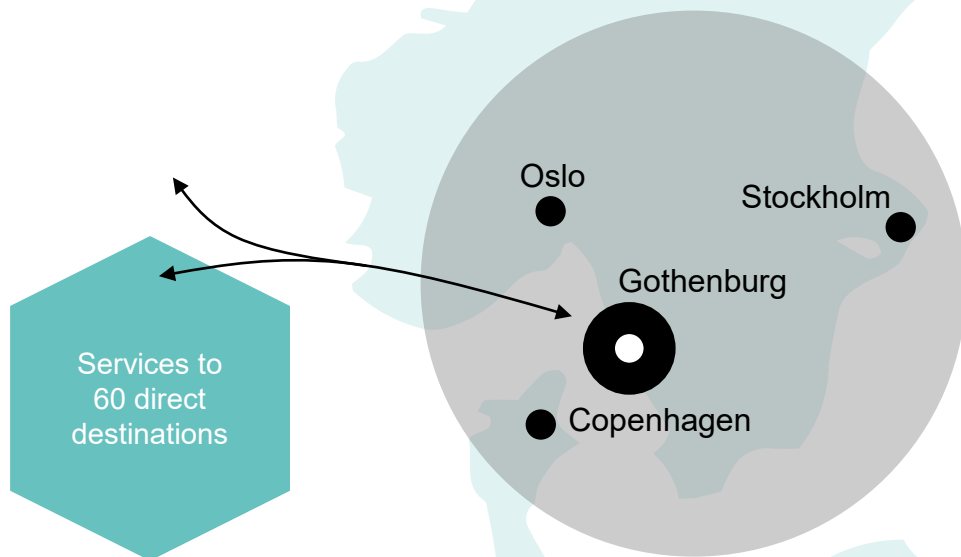 Oslo
Stockholm
Gothenburg
Services to
60 direct
destinations
Copenhagen